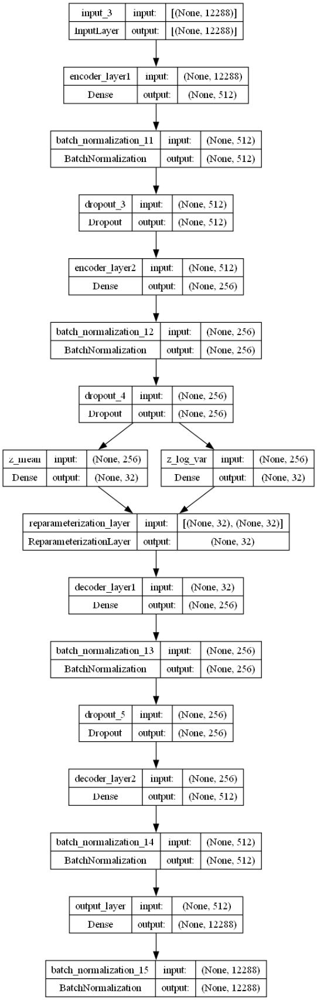 input_3 input: [(None, 12288)]
InputLayer output: [(None, 12288)]
encoder_layer1 input: (None, 12288)
Dense output: (None, 512)
batch_normalization_11 input: (None, 512)
BatchNormalization output: (None, 512)
dropout_3 input: (None, 512)
Dropout output: (None, 512)
encoder_layer2 input: (None, 512)
Dense output: (None, 256)
batch_normalization_12 input: (None, 256)
BatchNormalization output: (None, 256)
dropout_4 input: (None, 256)
Dropout output: (None, 256)
z_mean input: (None, 256)
Dense output: (None, 32)
z_log_var input: (None, 256)
Dense output: (None, 32)
reparameterization_layer input: [(None, 32), (None, 32)]
ReparameterizationLayer output: (None, 32)
decoder_layer1 input: (None, 32)
Dense output: (None, 256)
batch_normalization_13 input: (None, 256)
BatchNormalization output: (None, 256)
dropout_5 input: (None, 256)
Dropout output: (None, 256)
decoder_layer2 input: (None, 256)
Dense output: (None, 512)
batch_normalization_14 input: (None, 512)
BatchNormalization output: (None, 512)
output_layer input: (None, 512)
Dense output: (None, 12288)
batch_normalization_15 input: (None, 12288)
BatchNormalization output: (None, 12288)